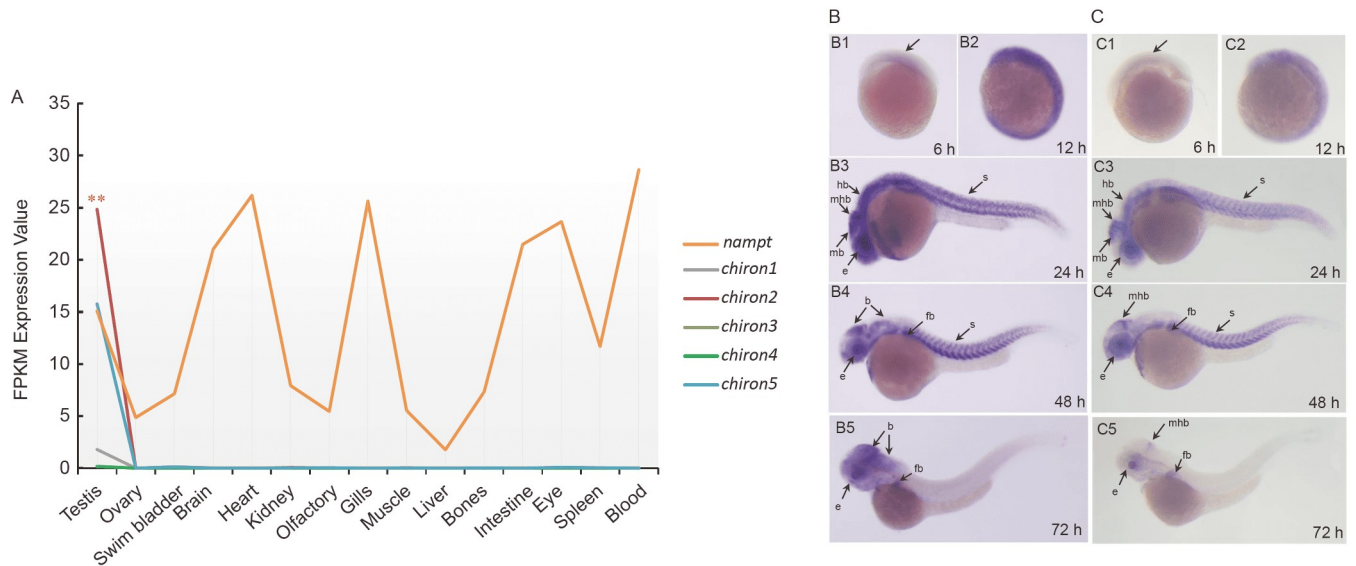 A
FPKM Expression Value
35
30
25
20
15
10
5
0
**
Testis
Ovary
Swim bladder
Brain
Heart
Kidney
Olfactory
Gills
Muscle
Liver
Bones
Intestine
Eye
Spleen
Blood
nampt
chiron1
chiron2
chiron3
chiron4
chiron5
B
B1
6 h
B2
12 h
B3
hb
mhb
mb
e
s
24 h
B4
b
fb
s
e
48 h
B5
b
fb
e
72 h
C
C1
6 h
C2
12 h
C3
hb
mhb
mb
e
s
24 h
C4
mhb
fb
s
e
48 h
C5
mhb
fb
e
72 h